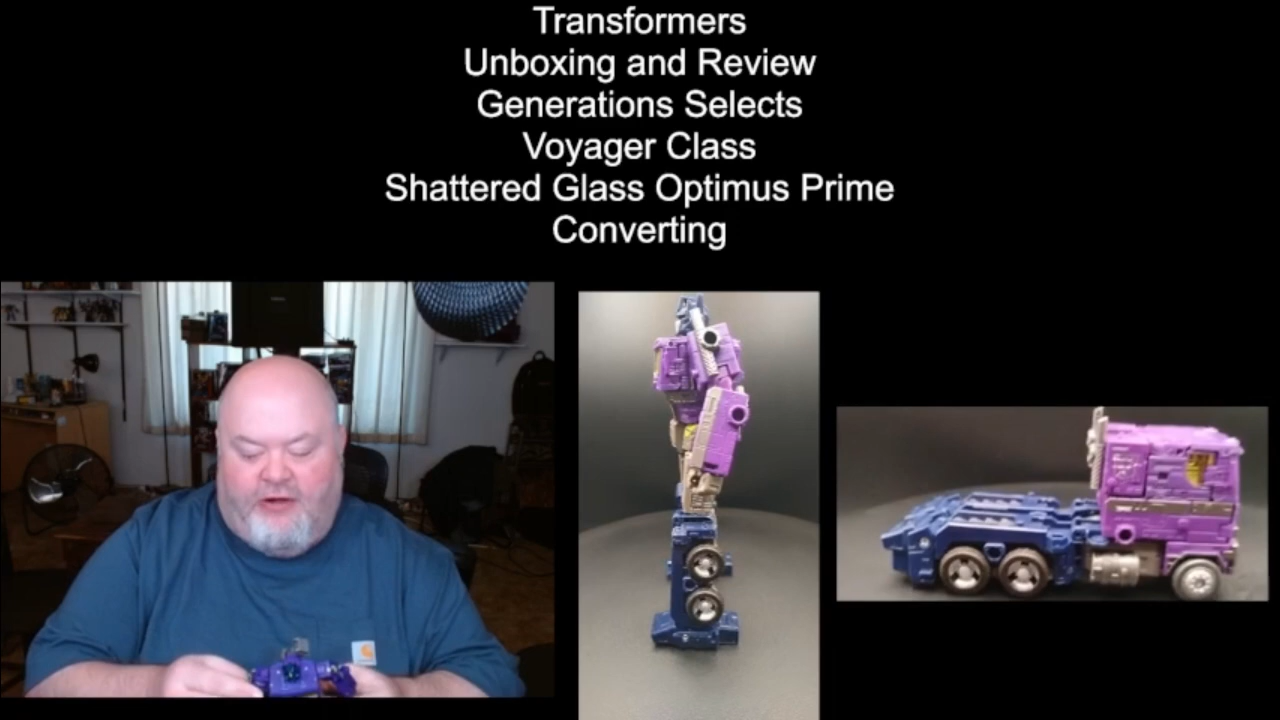 Transformers
Unboxing and Review
Generations Selects
Voyager Class
Shattered Glass Optimus Prime
Converting